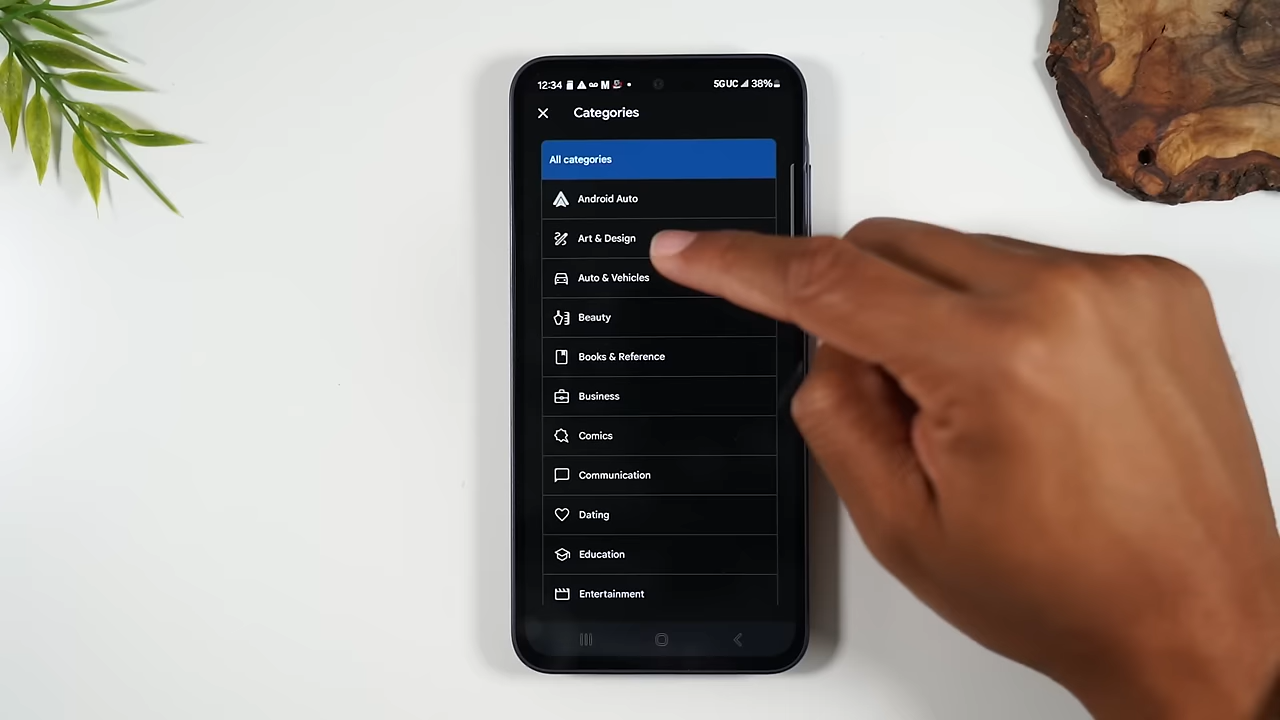 12:34 M 5G UC 38%
Categories
All categories
Android Auto
Art & Design
Auto & Vehicles
Beauty
Books & Reference
Business
Comics
Communication
Dating
Education
Entertainment